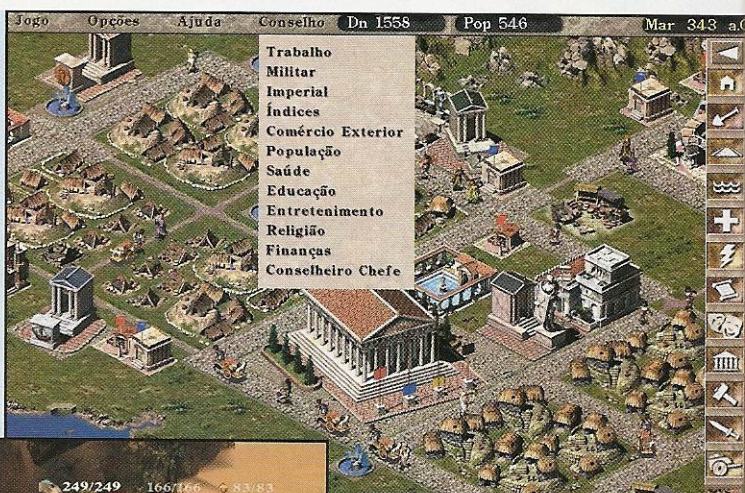 Jogo Opções Ajuda Conselho Dn 1558 Pop 546 Mar 343 a.C
Trabalho
Militar
Imperial
Índices
Comércio Exterior
População
Saúde
Educação
Entretenimento
Religião
Finanças
Conselheiro Chefe
249/249 166/166 83/83